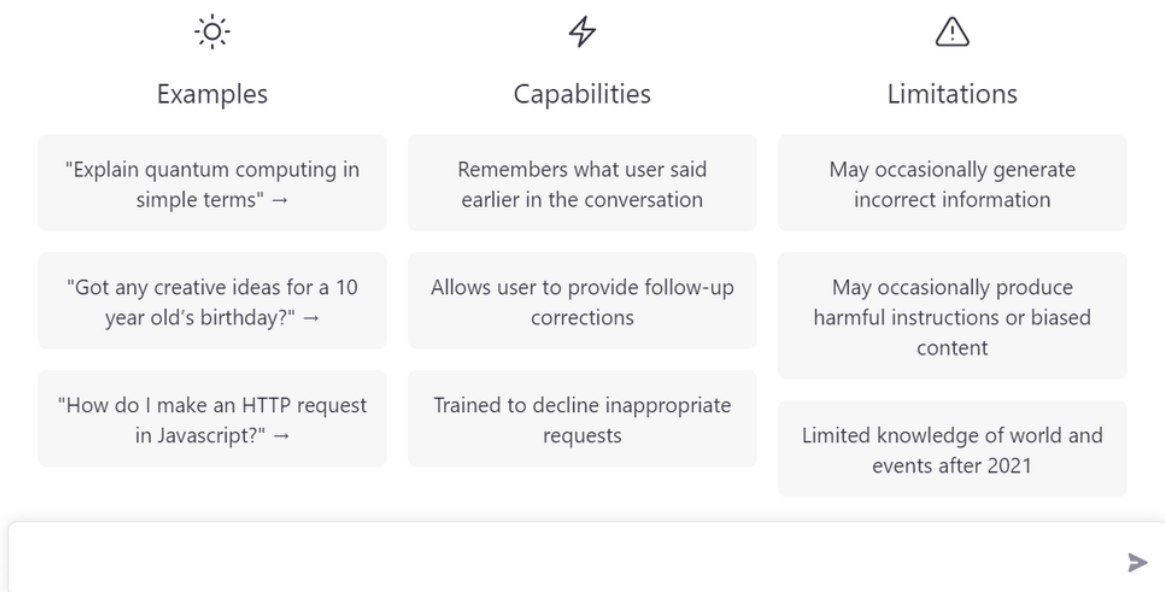 Examples
"Explain quantum computing in
simple terms" →
"Got any creative ideas for a 10
year old’s birthday?" →
"How do I make an HTTP request
in Javascript?" →
Capabilities
Remembers what user said
earlier in the conversation
Allows user to provide follow-up
corrections
Trained to decline inappropriate
requests
Limitations
May occasionally generate
incorrect information
May occasionally produce
harmful instructions or biased
content
Limited knowledge of world and
events after 2021